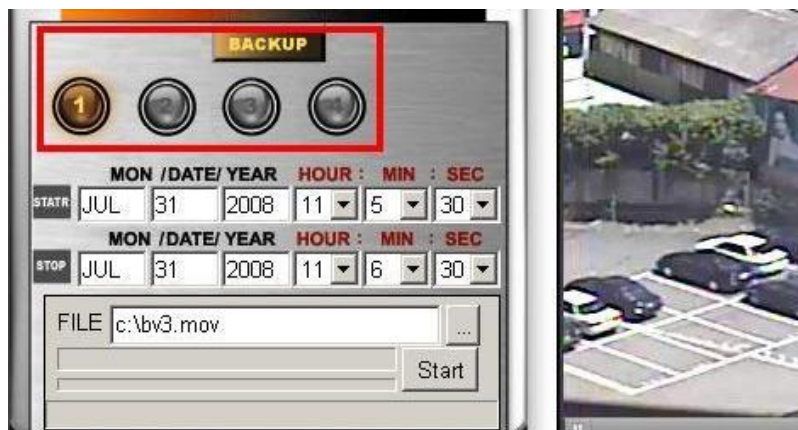 BACKUP
1 2 3 4
MON /DATE/ YEAR HOUR : MIN : SEC
STATR JUL 31 2008 11 5 30
MON /DATE/ YEAR HOUR : MIN : SEC
STOP JUL 31 2008 11 6 30
FILE c:\bv3.mov ...
Start